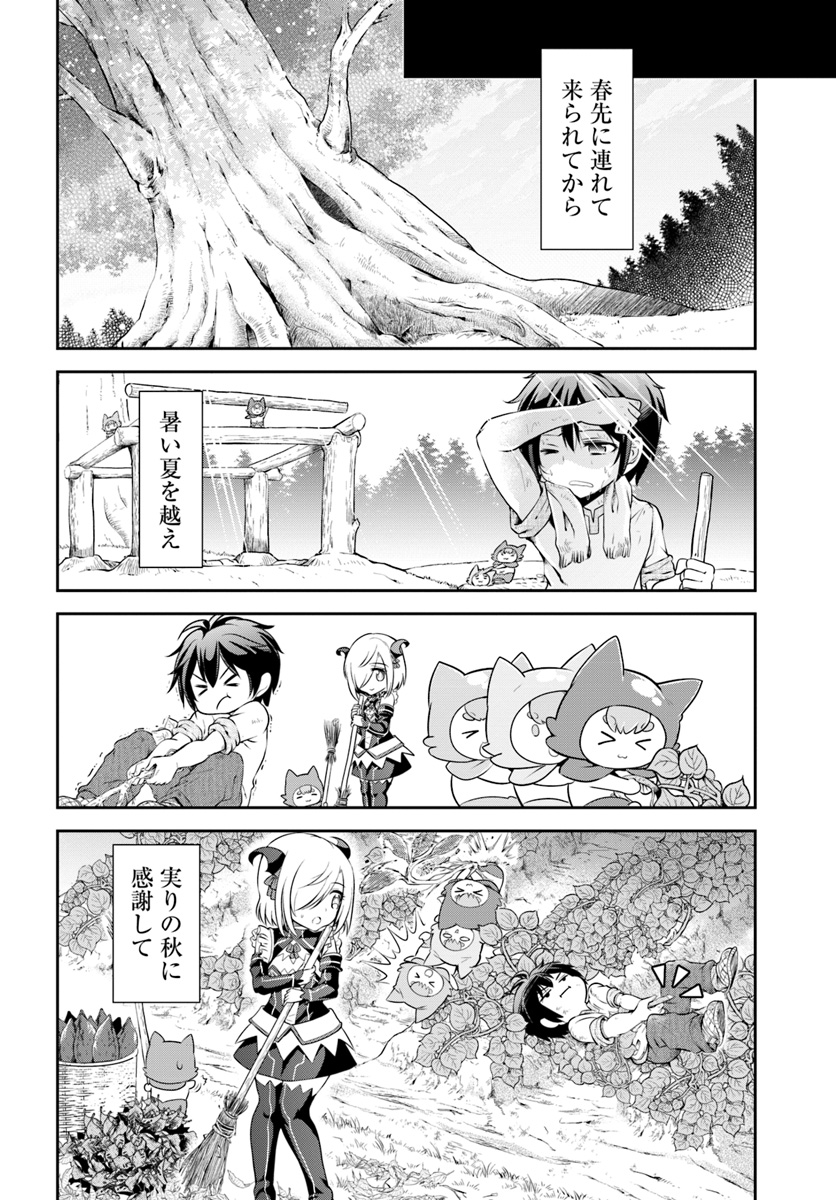 春先に連れて
来られてから
暑い夏を越え
実りの秋に
感謝して